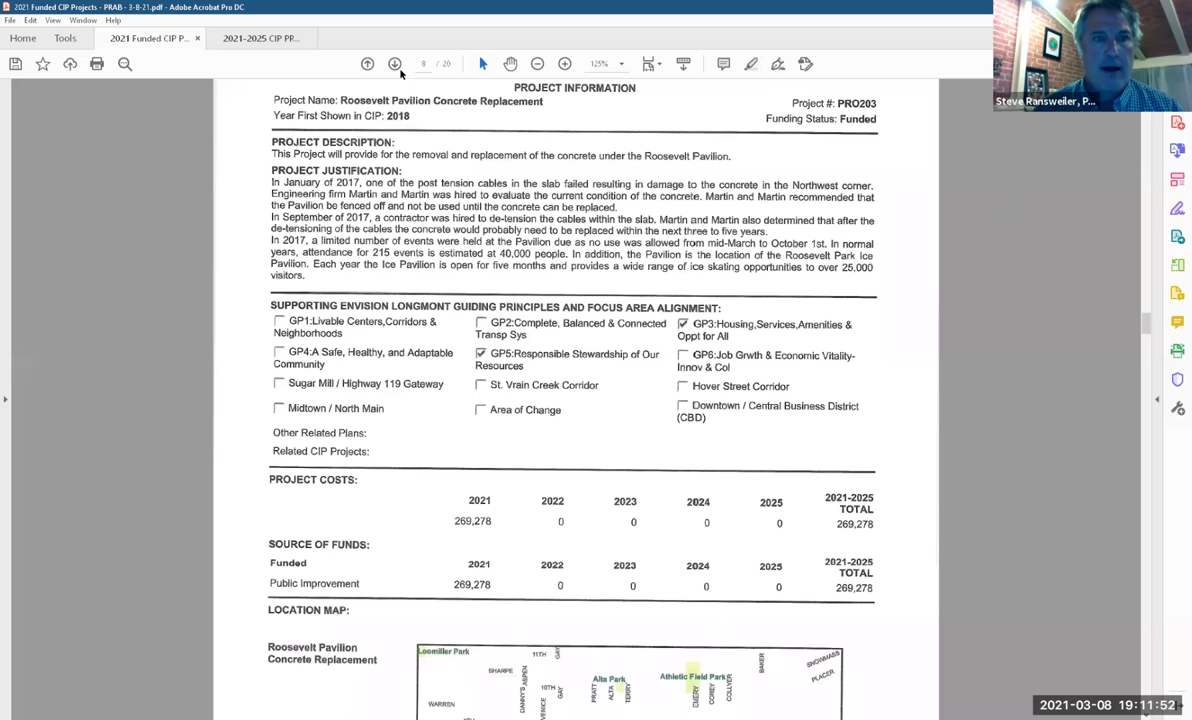 2021 Funded CIP Projects - PRAB - 3-8-21.pdf - Adobe Acrobat Pro DC
File Edit View Window Help
Home Tools 2021 Funded CIP P... × 2021-2025 CIP PR...
8 / 20 125%
Steve Ransweiler, P...
PROJECT INFORMATION
Project Name: Roosevelt Pavilion Concrete Replacement Project #: PRO203
Year First Shown in CIP: 2018 Funding Status: Funded
PROJECT DESCRIPTION:
This Project will provide for the removal and replacement of the concrete under the Roosevelt Pavilion.
PROJECT JUSTIFICATION:
In January of 2017, one of the post tension cables in the slab failed resulting in damage to the concrete in the Northwest corner.
Engineering firm Martin and Martin was hired to evaluate the current condition of the concrete. Martin and Martin recommended that
the Pavilion be fenced off and not be used until the concrete can be replaced.
In September of 2017, a contractor was hired to de-tension the cables within the slab. Martin and Martin also determined that after the
de-tensioning of the cables the concrete would probably need to be replaced within the next three to five years.
In 2017, a limited number of events were held at the Pavilion due as no use was allowed from mid-March to October 1st. In normal
years, attendance for 215 events is estimated at 40,000 people. In addition, the Pavilion is the location of the Roosevelt Park Ice
Pavilion. Each year the Ice Pavilion is open for five months and provides a wide range of ice skating opportunities to over 25,000
visitors.
SUPPORTING ENVISION LONGMONT GUIDING PRINCIPLES AND FOCUS AREA ALIGNMENT:
GP1:Livable Centers,Corridors & Neighborhoods
GP2:Complete, Balanced & Connected Transp Sys
GP3:Housing,Services,Amenities & Oppt for All
GP4:A Safe, Healthy, and Adaptable Community
GP5:Responsible Stewardship of Our Resources
GP6:Job Grwth & Economic Vitality-Innov & Col
Sugar Mill / Highway 119 Gateway
St. Vrain Creek Corridor
Hover Street Corridor
Midtown / North Main
Area of Change
Downtown / Central Business District (CBD)
Other Related Plans:
Related CIP Projects:
PROJECT COSTS:
2021 2022 2023 2024 2025 2021-2025 TOTAL
269,278 0 0 0 0 269,278
SOURCE OF FUNDS:
Funded 2021 2022 2023 2024 2025 2021-2025 TOTAL
Public Improvement 269,278 0 0 0 0 269,278
LOCATION MAP:
Roosevelt Pavilion
Concrete Replacement
Loomiller Park
11TH
GAY
SHARPE
DANNY'S
ASPEN
10TH
GAY
VENICE
WARREN
Alta Park
PRATT
ALTA
TERRY
Athletic Field Park
EMERY
COREY
COLLYER
BAKER
SNOWMASS
PLACER
2021-03-08 19:11:52